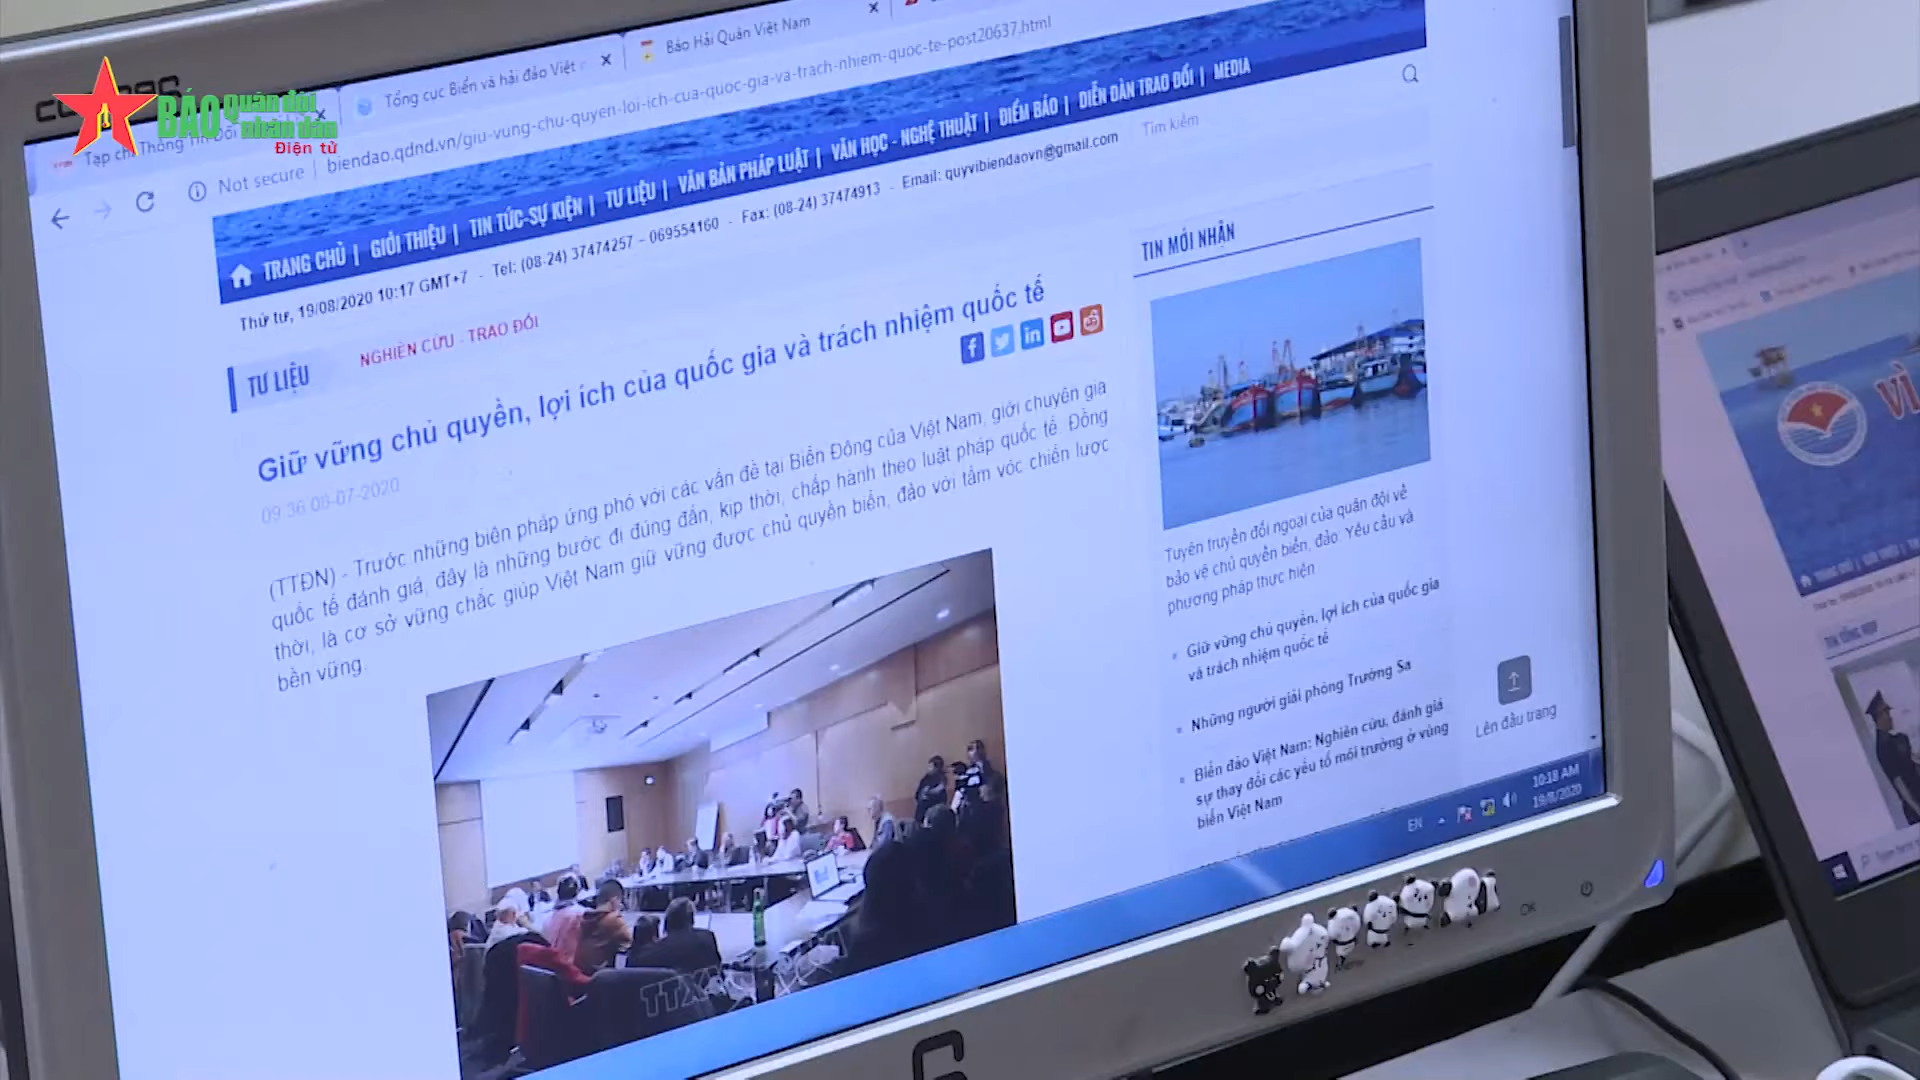 BÁO quân đội
nhân dân
Điện tử
Tổng cục Biển và hải đảo Việt
Báo Hải Quân Việt Nam
Tạp chí Thông Tin Đối
Not secure | biendao.qdnd.vn/giu-vung-chu-quyen-loi-ich-cua-quoc-gia-va-trach-nhiem-quoc-te-post20637.html
TRANG CHỦ | GIỚI THIỆU | TIN TỨC-SỰ KIỆN | TƯ LIỆU | VĂN BẢN PHÁP LUẬT | VĂN HỌC - NGHỆ THUẬT | ĐIỂM BÁO | DIỄN ĐÀN TRAO ĐỔI | MEDIA
Thứ tư, 19/08/2020 10:17 GMT+7 - Tel: (08-24) 37474257 - 069554160 - Fax: (08-24) 37474913 - Email: quyvibiendaovn@gmail.com
Tìm kiếm
TƯ LIỆU
NGHIÊN CỨU - TRAO ĐỔI
Giữ vững chủ quyền, lợi ích của quốc gia và trách nhiệm quốc tế
09:36 08-07-2020
(TTĐN) - Trước những biện pháp ứng phó với các vấn đề tại Biển Đông của Việt Nam, giới chuyên gia
quốc tế đánh giá, đây là những bước đi đúng đắn, kịp thời, chấp hành theo luật pháp quốc tế. Đồng
thời, là cơ sở vững chắc giúp Việt Nam giữ vững được chủ quyền biển, đảo với tầm vóc chiến lược
bền vững.
TTX
TIN MỚI NHẬN
Tuyên truyền đối ngoại của quân đội về
bảo vệ chủ quyền biển, đảo: Yêu cầu và
phương pháp thực hiện
Giữ vững chủ quyền, lợi ích của quốc gia
và trách nhiệm quốc tế
Những người giải phóng Trường Sa
Biển đảo Việt Nam: Nghiên cứu, đánh giá
sự thay đổi các yếu tố môi trường ở vùng
biển Việt Nam
Lên đầu trang
EN
10:18 AM
19/8/2020
Menu
OK
VÌ
TRANG CHỦ | GIỚI THIỆU |
TIN TỔNG HỢP